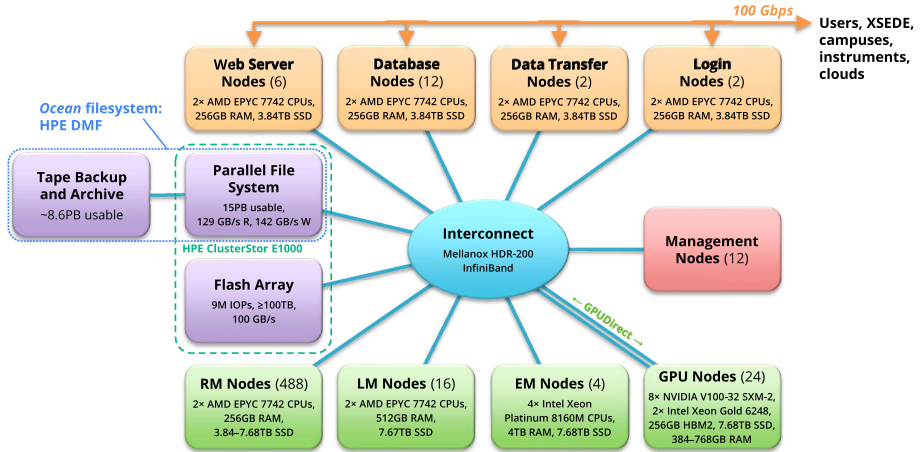 100 Gbps
Users, XSEDE,
campuses,
instruments,
clouds
Web Server
Nodes (6)
2× AMD EPYC 7742 CPUs,
256GB RAM, 3.84TB SSD
Database
Nodes (12)
2× AMD EPYC 7742 CPUs,
256GB RAM, 3.84TB SSD
Data Transfer
Nodes (2)
2× AMD EPYC 7742 CPUs,
256GB RAM, 3.84TB SSD
Login
Nodes (2)
2× AMD EPYC 7742 CPUs,
256GB RAM, 3.84TB SSD
Ocean filesystem:
HPE DMF
Tape Backup
and Archive
~8.6PB usable
Parallel File
System
15PB usable,
129 GB/s R, 142 GB/s W
HPE ClusterStor E1000
Flash Array
9M IOPs, ≥100TB,
100 GB/s
Interconnect
Mellanox HDR-200
InfiniBand
Management
Nodes (12)
← GPUDirect →
RM Nodes (488)
2× AMD EPYC 7742 CPUs,
256GB RAM,
3.84–7.68TB SSD
LM Nodes (16)
2× AMD EPYC 7742 CPUs,
512GB RAM,
7.67TB SSD
EM Nodes (4)
4× Intel Xeon
Platinum 8160M CPUs,
4TB RAM, 7.68TB SSD
GPU Nodes (24)
8× NVIDIA V100-32 SXM-2,
2× Intel Xeon Gold 6248,
256GB HBM2, 7.68TB SSD,
384–768GB RAM